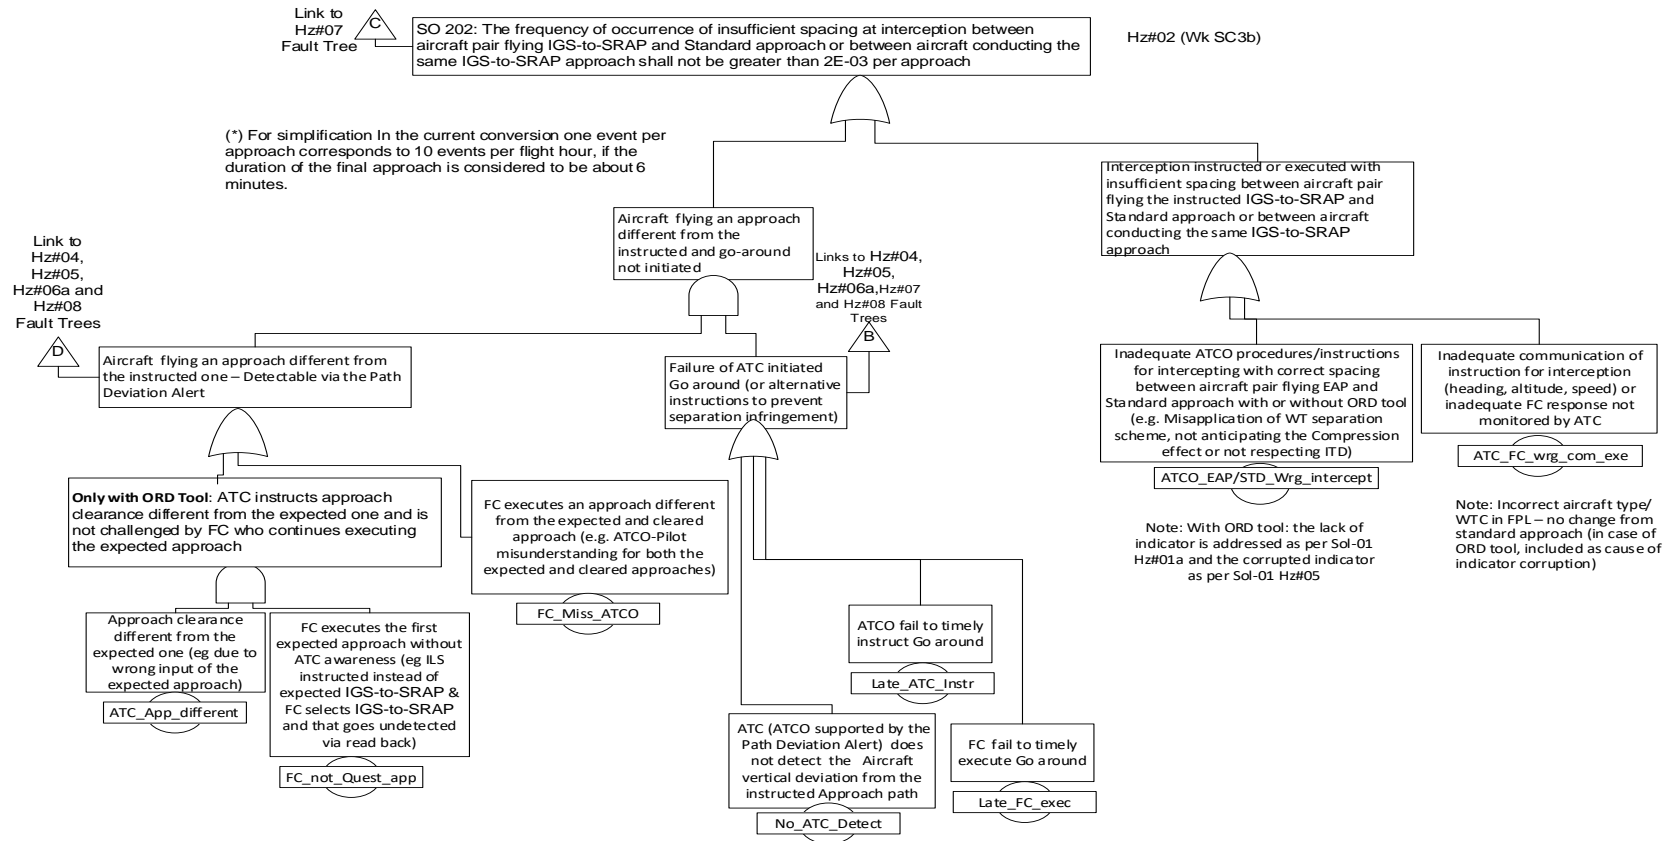 Link to
Hz#07
Fault Tree
C
SO 202: The frequency of occurrence of insufficient spacing at interception between
aircraft pair flying IGS-to-SRAP and Standard approach or between aircraft conducting the
same IGS-to-SRAP approach shall not be greater than 2E-03 per approach
Hz#02 (Wk SC3b)
(*) For simplification In the current conversion one event per
approach corresponds to 10 events per flight hour, if the
duration of the final approach is considered to be about 6
minutes.
Interception instructed or executed with
insufficient spacing between aircraft pair
flying the instructed IGS-to-SRAP and
Standard approach or between aircraft
conducting the same IGS-to-SRAP
approach
Aircraft flying an approach
different from the
instructed and go-around
not initiated
Links to Hz#04,
Hz#05,
Hz#06a,Hz#07
and Hz#08 Fault
Trees
B
Link to
Hz#04,
Hz#05,
Hz#06a and
Hz#08
Fault Trees
D
Aircraft flying an approach different from
the instructed one – Detectable via the Path
Deviation Alert
Failure of ATC initiated
Go around (or alternative
instructions to prevent
separation infringement)
Inadequate ATCO procedures/instructions
for intercepting with correct spacing
between aircraft pair flying EAP and
Standard approach with or without ORD tool
(e.g. Misapplication of WT separation
scheme, not anticipating the Compression
effect or not respecting ITD)
ATCO_EAP/STD_Wrg_intercept
Inadequate communication of
instruction for interception
(heading, altitude, speed) or
inadequate FC response not
monitored by ATC
ATC_FC_wrg_com_exe
Note: With ORD tool: the lack of
indicator is addressed as per Sol-01
Hz#01a and the corrupted indicator
as per Sol-01 Hz#05
Note: Incorrect aircraft type/
WTC in FPL – no change from
standard approach (in case of
ORD tool, included as cause of
indicator corruption)
Only with ORD Tool: ATC instructs approach
clearance different from the expected one and is
not challenged by FC who continues executing
the expected approach
FC executes an approach different
from the expected and cleared
approach (e.g. ATCO-Pilot
misunderstanding for both the
expected and cleared approaches)
FC_Miss_ATCO
Approach clearance
different from the
expected one (eg due to
wrong input of the
expected approach)
ATC_App_different
FC executes the first
expected approach without
ATC awareness (eg ILS
instructed instead of
expected IGS-to-SRAP &
FC selects IGS-to-SRAP
and that goes undetected
via read back)
FC_not_Quest_app
ATCO fail to timely
instruct Go around
Late_ATC_Instr
ATC (ATCO supported by the
Path Deviation Alert) does
not detect the Aircraft
vertical deviation from the
instructed Approach path
No_ATC_Detect
FC fail to timely
execute Go around
Late_FC_exec